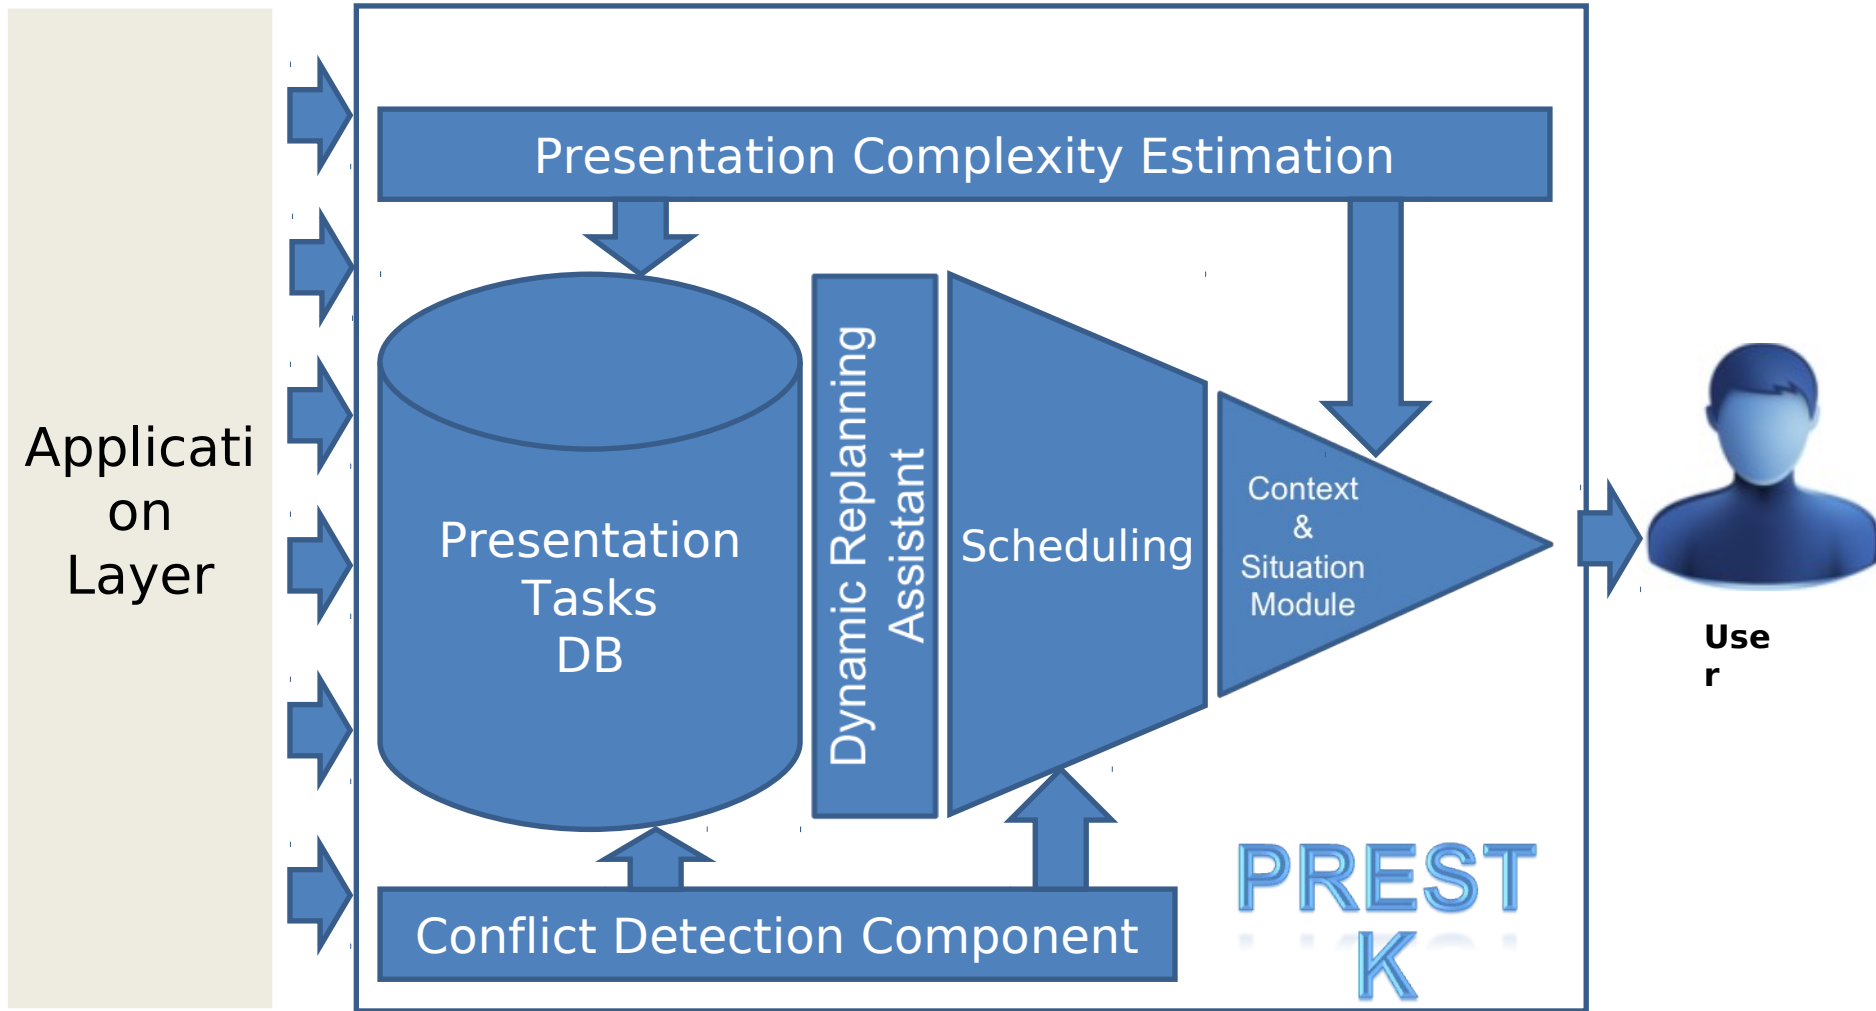 Presentation Complexity Estimation
Applicati
on
Layer
Presentation
Tasks
DB
Dynamic Replanning
Assistant
Scheduling
Context
&
Situation
Module
Use
r
Conflict Detection Component
PREST
K